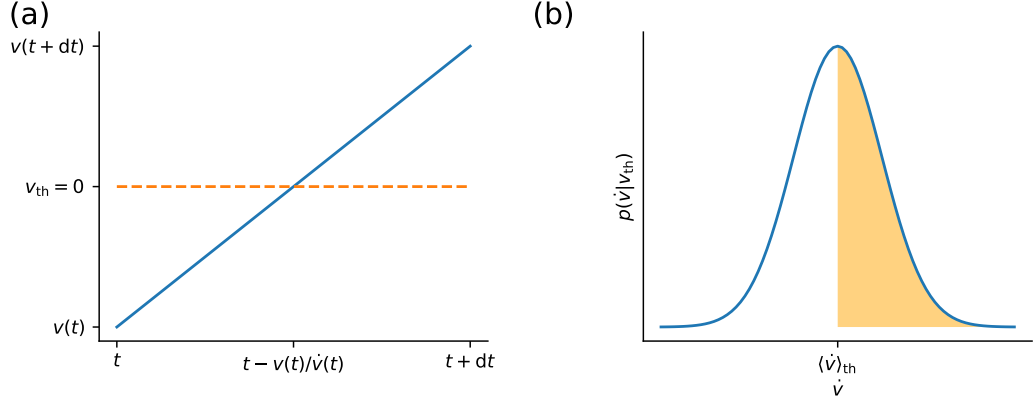 (a)
v(t + dt)
v_th = 0
v(t)
t
t − v(t)/v̇(t)
t + dt
(b)
p(v̇|v_th)
⟨v̇⟩_th
v̇